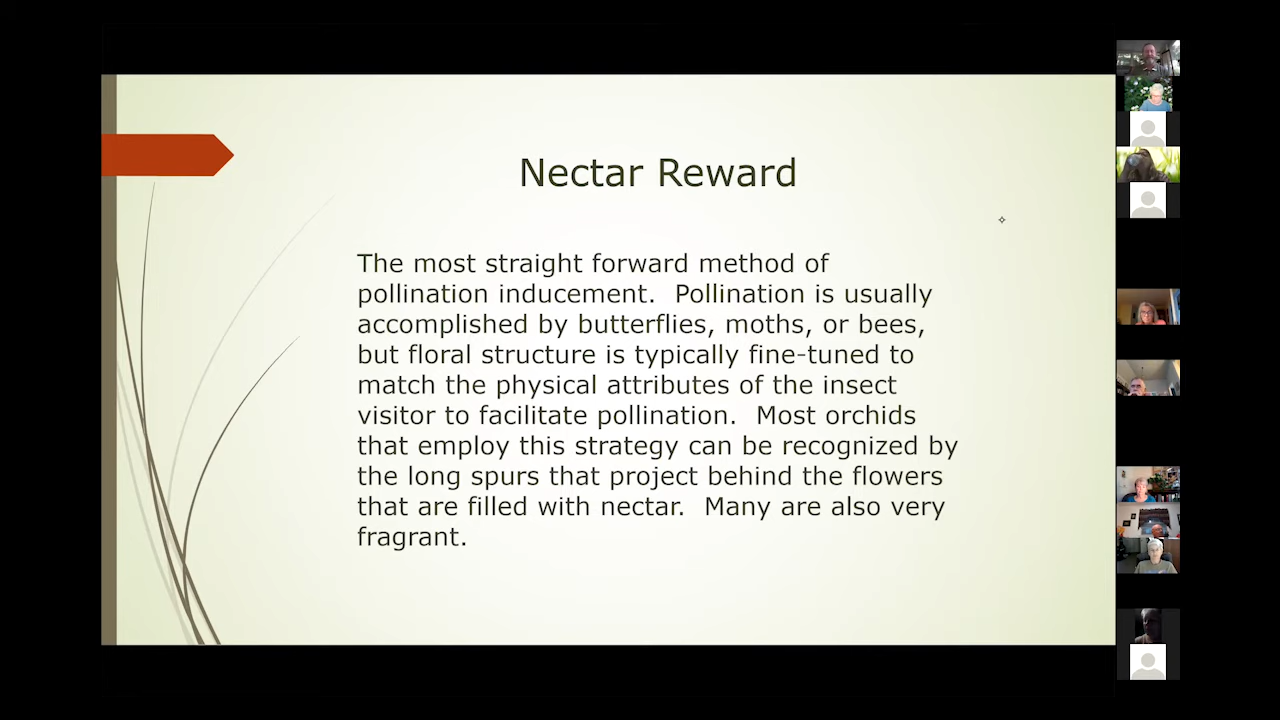 Nectar Reward
The most straight forward method of
pollination inducement.  Pollination is usually
accomplished by butterflies, moths, or bees,
but floral structure is typically fine-tuned to
match the physical attributes of the insect
visitor to facilitate pollination.  Most orchids
that employ this strategy can be recognized by
the long spurs that project behind the flowers
that are filled with nectar.  Many are also very
fragrant.